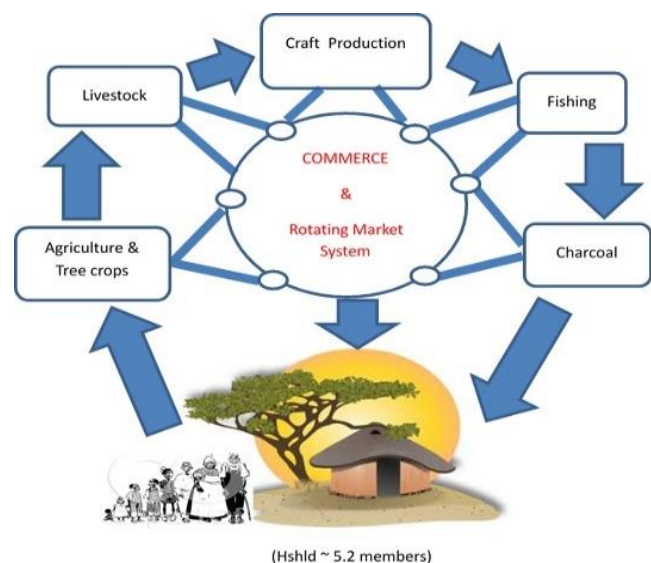 Craft Production
Livestock
Fishing
COMMERCE
&
Rotating Market
System
Agriculture &
Tree crops
Charcoal
(Hshld ~ 5.2 members)